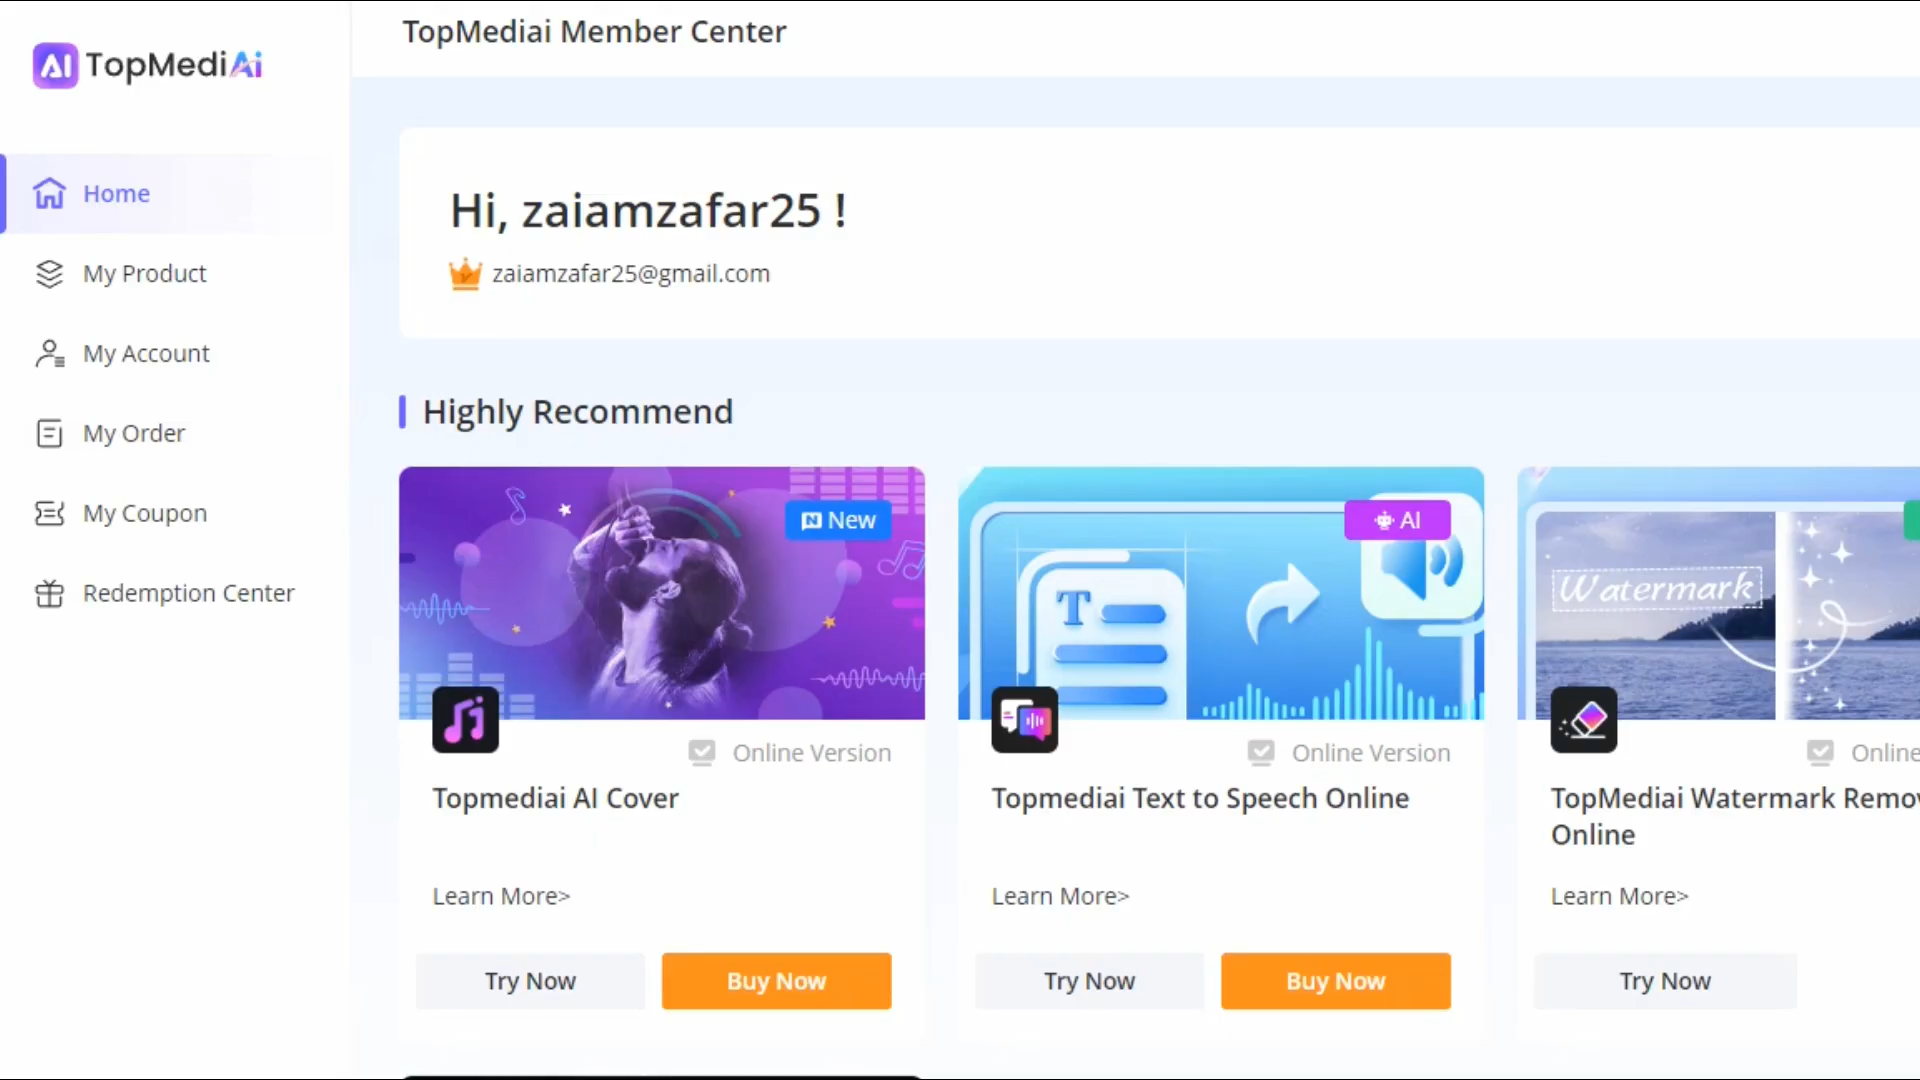 TopMediai Member Center
AI TopMediAi
Home
My Product
My Account
My Order
My Coupon
Redemption Center
Hi, zaiamzafar25 !
zaiamzafar25@gmail.com
Highly Recommend
New
Online Version
Topmediai AI Cover
Learn More>
Try Now
Buy Now
T
AI
Online Version
Topmediai Text to Speech Online
Learn More>
Try Now
Buy Now
Watermark
Online
TopMediai Watermark Remov
Online
Learn More>
Try Now